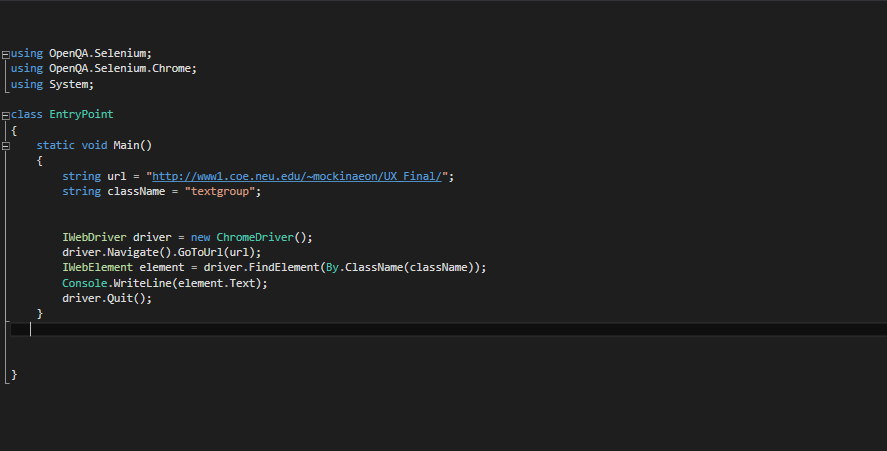 using OpenQA.Selenium;
using OpenQA.Selenium.Chrome;
using System;
class EntryPoint
{
static void Main()
{
string url = "http://www1.coe.neu.edu/~mockinaeon/UX_Final/";
string className = "textgroup";
IWebDriver driver = new ChromeDriver();
driver.Navigate().GoToUrl(url);
IWebElement element = driver.FindElement(By.ClassName(className));
Console.WriteLine(element.Text);
driver.Quit();
}
}